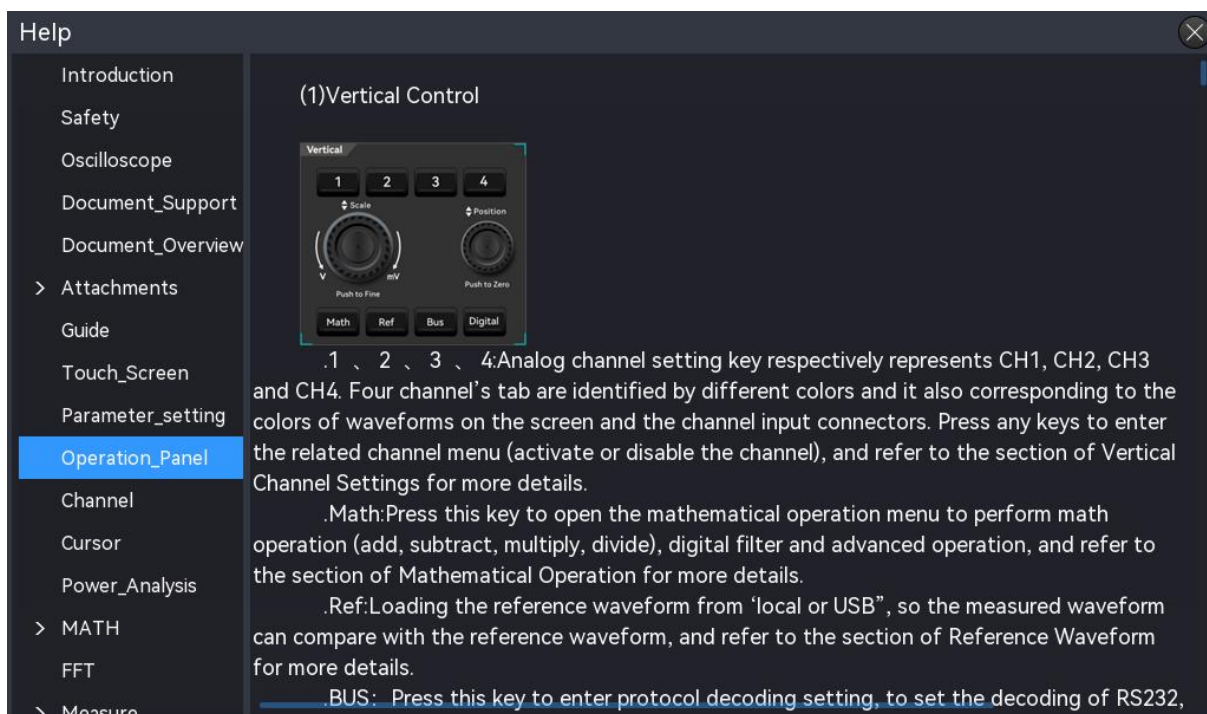 Help
Introduction
Safety
Oscilloscope
Document_Support
Document_Overview
> Attachments
Guide
Touch_Screen
Parameter_setting
Operation_Panel
Channel
Cursor
Power_Analysis
> MATH
FFT
> Measure
(1)Vertical Control
Vertical
1 2 3 4
Scale
Position
V mV
Push to Fine
Push to Zero
Math Ref Bus Digital
.1 、 2 、 3 、 4:Analog channel setting key respectively represents CH1, CH2, CH3
and CH4. Four channel’s tab are identified by different colors and it also corresponding to the
colors of waveforms on the screen and the channel input connectors. Press any keys to enter
the related channel menu (activate or disable the channel), and refer to the section of Vertical
Channel Settings for more details.
.Math:Press this key to open the mathematical operation menu to perform math
operation (add, subtract, multiply, divide), digital filter and advanced operation, and refer to
the section of Mathematical Operation for more details.
.Ref:Loading the reference waveform from ‘local or USB”, so the measured waveform
can compare with the reference waveform, and refer to the section of Reference Waveform
for more details.
.BUS： Press this key to enter protocol decoding setting, to set the decoding of RS232,